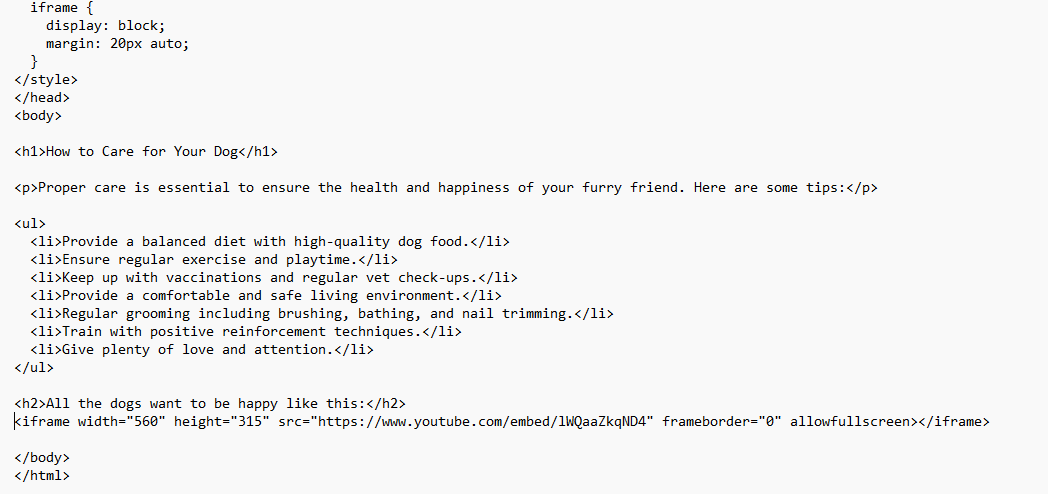 iframe {
display: block;
margin: 20px auto;
}
</style>
</head>
<body>
<h1>How to Care for Your Dog</h1>
<p>Proper care is essential to ensure the health and happiness of your furry friend. Here are some tips:</p>
<ul>
<li>Provide a balanced diet with high-quality dog food.</li>
<li>Ensure regular exercise and playtime.</li>
<li>Keep up with vaccinations and regular vet check-ups.</li>
<li>Provide a comfortable and safe living environment.</li>
<li>Regular grooming including brushing, bathing, and nail trimming.</li>
<li>Train with positive reinforcement techniques.</li>
<li>Give plenty of love and attention.</li>
</ul>
<h2>All the dogs want to be happy like this:</h2>
<iframe width="560" height="315" src="https://www.youtube.com/embed/lWQaaZkqND4" frameborder="0" allowfullscreen></iframe>
</body>
</html>